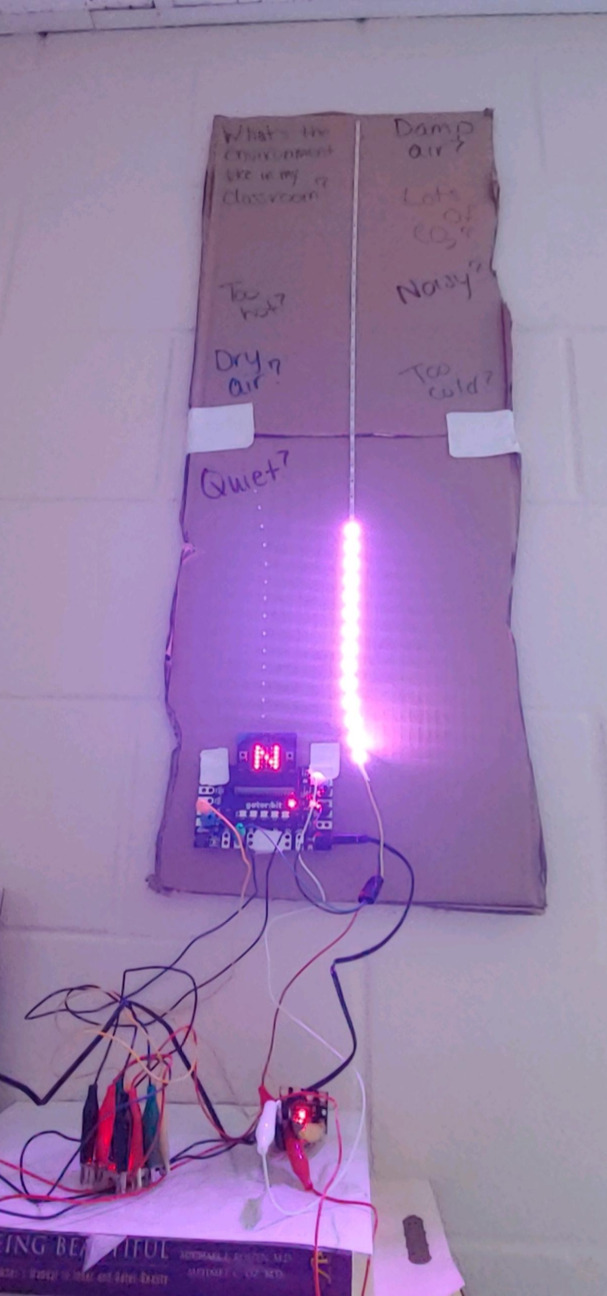 What's the
environment
like in my
classroom?
Damp
air?
Lots
of
CO2?
Too
hot?
Noisy?
Dry
air?
Too
cold?
Quiet?
N
gator:bit
EING BEAUTIFUL